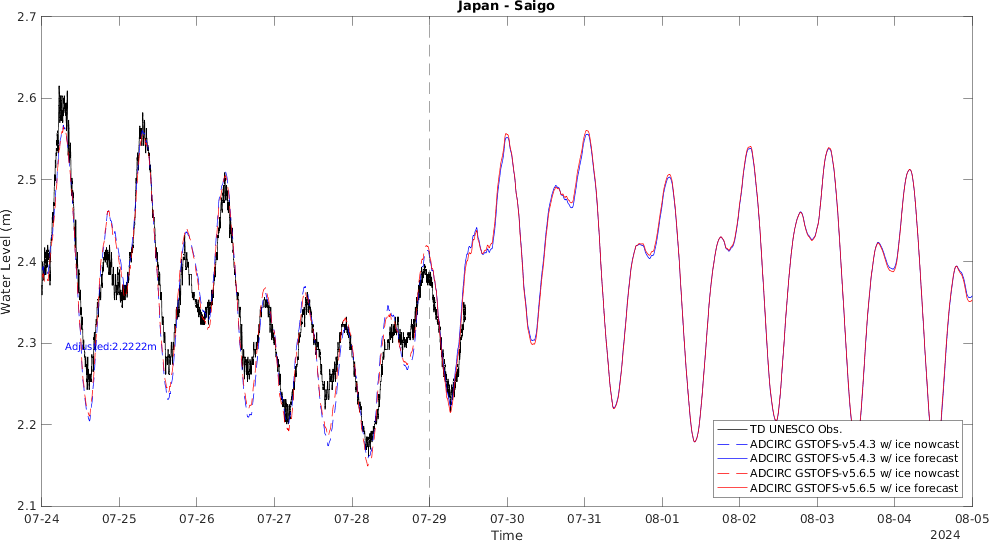 Japan - Saigo
2.7
2.6
2.5
2.4
2.3
2.2
2.1
Water Level (m)
Adjusted:2.2222m
TD UNESCO Obs.
ADCIRC GSTOFS-v5.4.3 w/ ice nowcast
ADCIRC GSTOFS-v5.4.3 w/ ice forecast
ADCIRC GSTOFS-v5.6.5 w/ ice nowcast
ADCIRC GSTOFS-v5.6.5 w/ ice forecast
07-24 07-25 07-26 07-27 07-28 07-29 07-30 07-31 08-01 08-02 08-03 08-04 08-05
Time
2024